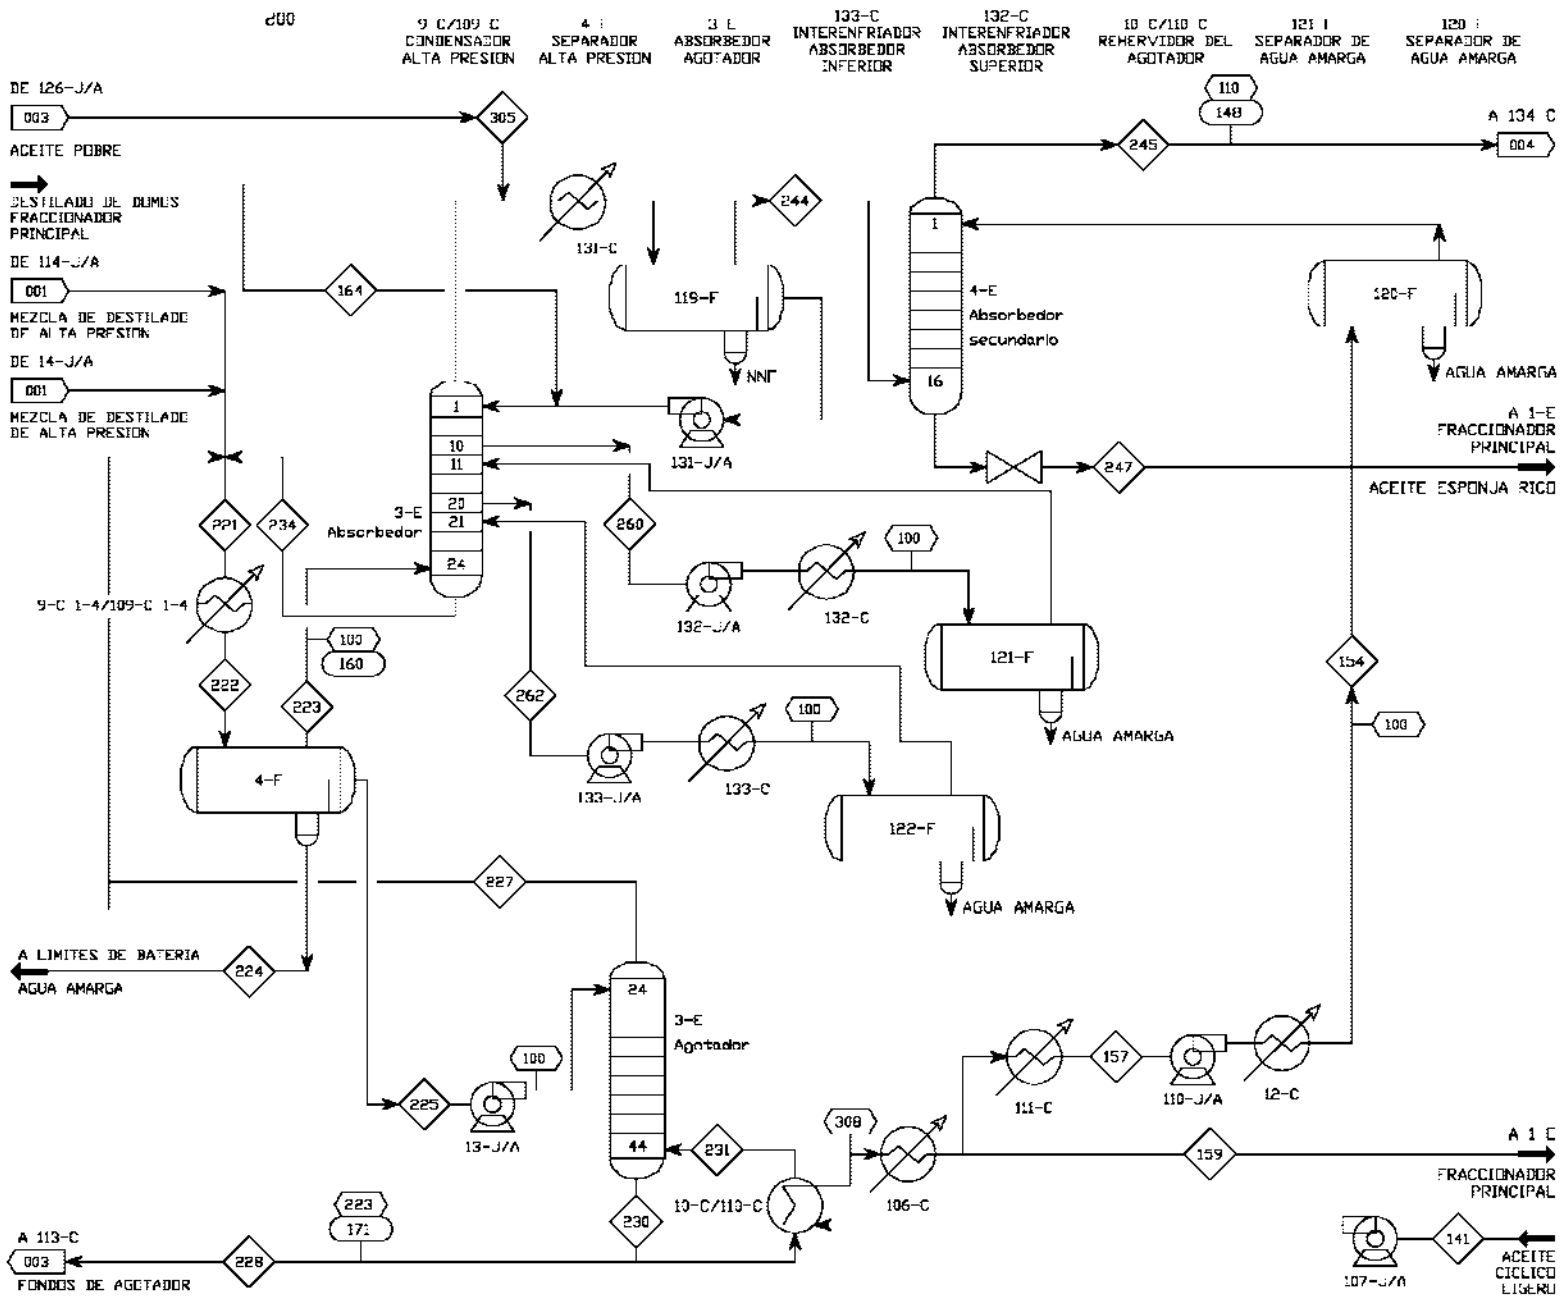 9 C/109 C
CONDENSADOR
ALTA PRESION
SEPARADOR
ALTA PRESION
ABSORBEDOR
AGOTADOR
133-C
INTERENFRIADOR
ABSORBEDOR
INFERIOR
132-C
INTERENFRIADOR
ABSORBEDOR
SUPERIOR
10 C/110 C
REHERVIDOR DEL
AGOTADOR
SEPARADOR DE
AGUA AMARGA
SEPARADOR DE
AGUA AMARGA
DE 126-J/A
003
305
ACEITE POBRE
110
148
245
A 134 C
004
DESTILADO DE DOMOS
FRACCIONADOR
PRINCIPAL
131-C
244
1
DE 114-J/A
001
164
119-F
4-E
Absorbedor
secundario
120-F
MEZCLA DE DESTILADO
DE ALTA PRESION
DE 14-J/A
001
NNF
16
AGUA AMARGA
MEZCLA DE DESTILADO
DE ALTA PRESION
1
10
11
131-J/A
A 1-E
FRACCIONADOR
PRINCIPAL
247
ACEITE ESPONJA RICO
221
234
3-E
Absorbedor
20
21
24
260
100
9-C 1-4/109-C 1-4
132-J/A
132-C
100
160
121-F
154
222
223
262
100
100
AGUA AMARGA
4-F
133-J/A
133-C
122-F
227
AGUA AMARGA
A LIMITES DE BATERIA
224
AGUA AMARGA
24
3-E
Agotador
100
225
13-J/A
44
231
308
111-C
157
110-J/A
12-C
159
A 1 E
FRACCIONADOR
PRINCIPAL
223
171
230
10-C/110-C
106-C
A 113-C
003
228
FONDOS DE AGOTADOR
141
107-J/A
ACEITE
CICLICO
LIGERO